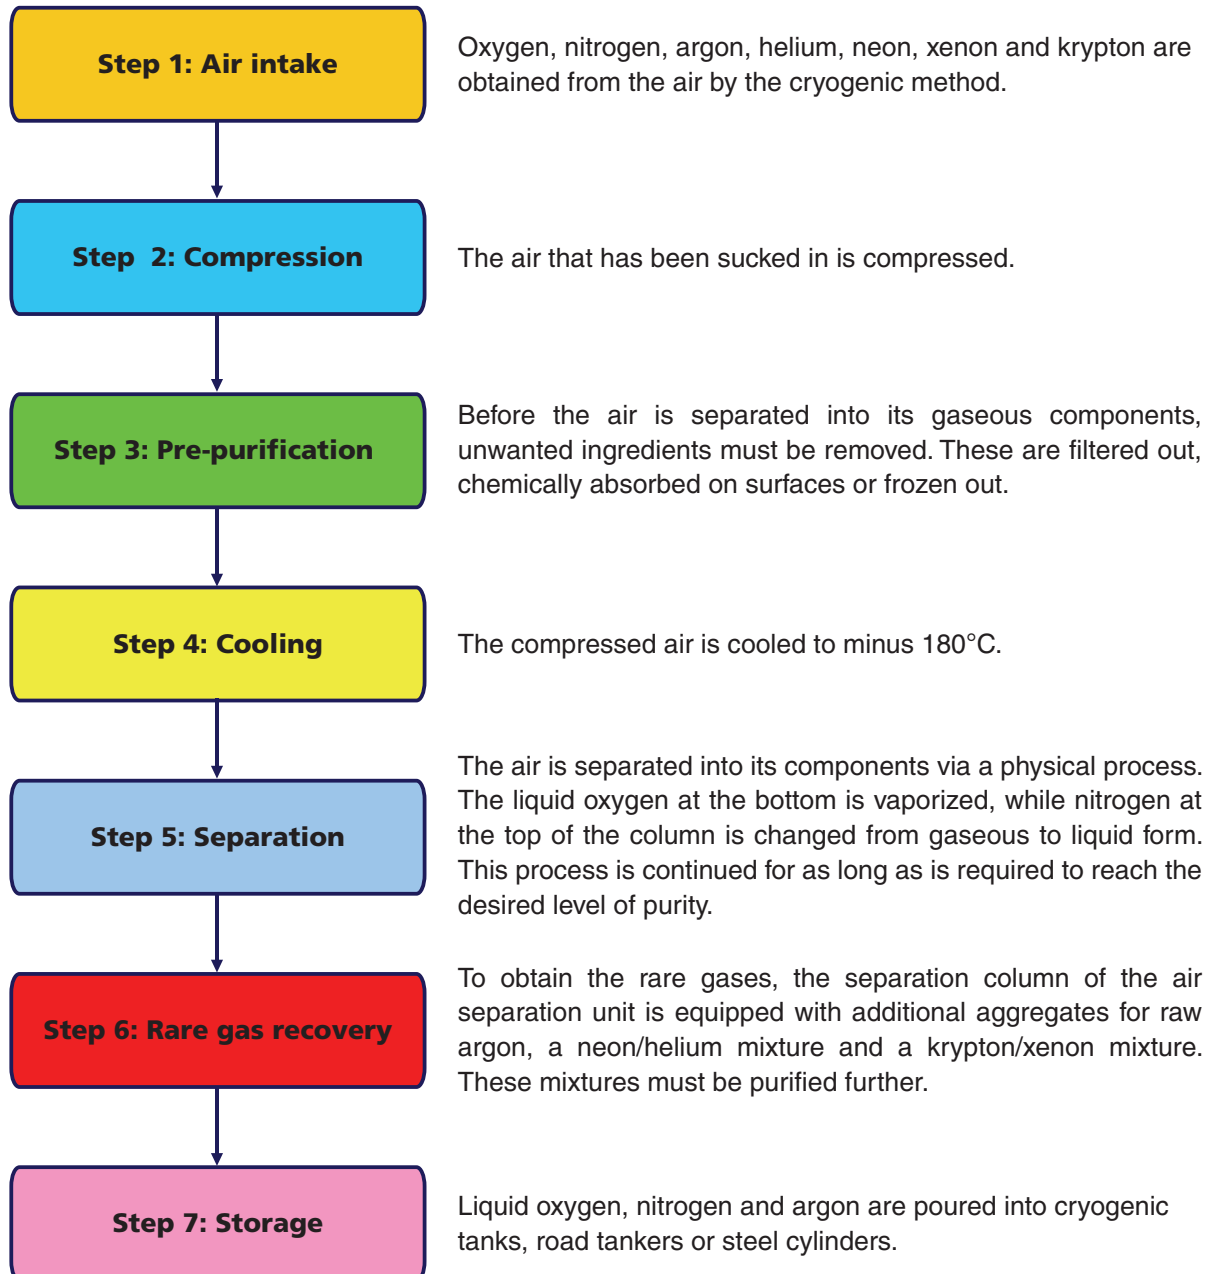 Step 1: Air intake
Oxygen, nitrogen, argon, helium, neon, xenon and krypton are
obtained from the air by the cryogenic method.
Step 2: Compression
The air that has been sucked in is compressed.
Step 3: Pre-purification
Before the air is separated into its gaseous components,
unwanted ingredients must be removed. These are filtered out,
chemically absorbed on surfaces or frozen out.
Step 4: Cooling
The compressed air is cooled to minus 180°C.
Step 5: Separation
The air is separated into its components via a physical process.
The liquid oxygen at the bottom is vaporized, while nitrogen at
the top of the column is changed from gaseous to liquid form.
This process is continued for as long as is required to reach the
desired level of purity.
Step 6: Rare gas recovery
To obtain the rare gases, the separation column of the air
separation unit is equipped with additional aggregates for raw
argon, a neon/helium mixture and a krypton/xenon mixture.
These mixtures must be purified further.
Step 7: Storage
Liquid oxygen, nitrogen and argon are poured into cryogenic
tanks, road tankers or steel cylinders.